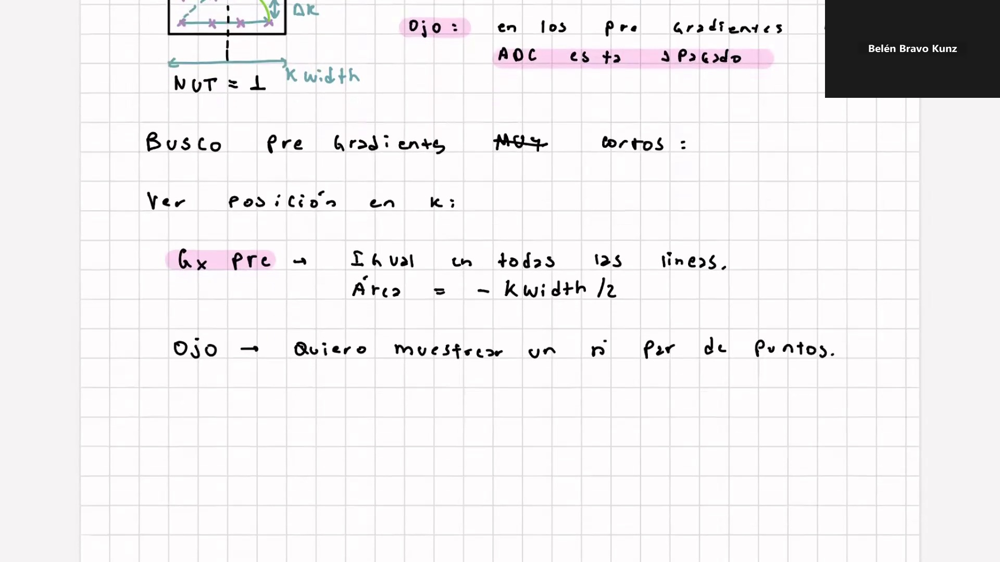 Δk
Ojo: en los pre Gradientes
ADC esta apagado
Belén Bravo Kunz
K width
NUT = 1
Busco Pre Gradientes Muy cortos:
Ver posición en k:
Gx pre → Igual en todas las líneas.
Área = - Kwidth/2
Ojo → Quiero muestrear un n° par de puntos.